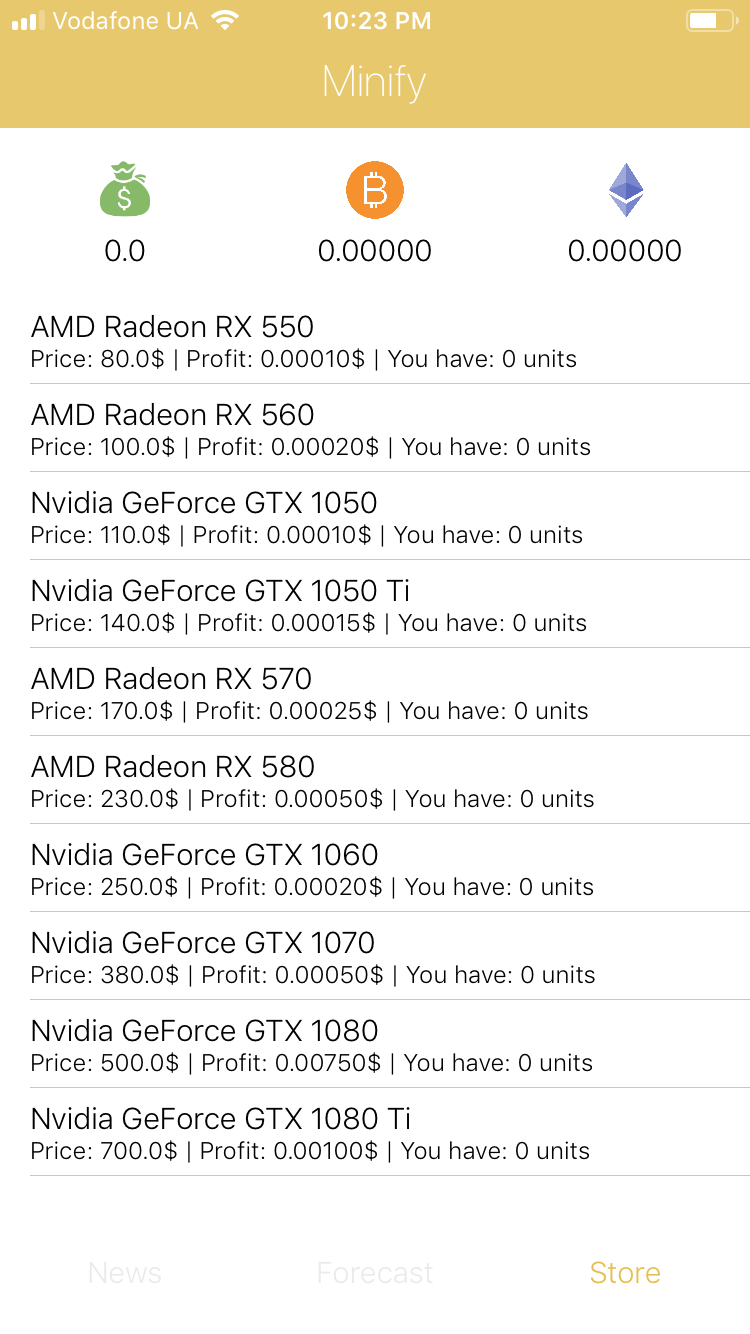 Vodafone UA 10:23 PM
Minify
$
0.0 0.00000 0.00000
AMD Radeon RX 550
Price: 80.0$ | Profit: 0.00010$ | You have: 0 units
AMD Radeon RX 560
Price: 100.0$ | Profit: 0.00020$ | You have: 0 units
Nvidia GeForce GTX 1050
Price: 110.0$ | Profit: 0.00010$ | You have: 0 units
Nvidia GeForce GTX 1050 Ti
Price: 140.0$ | Profit: 0.00015$ | You have: 0 units
AMD Radeon RX 570
Price: 170.0$ | Profit: 0.00025$ | You have: 0 units
AMD Radeon RX 580
Price: 230.0$ | Profit: 0.00050$ | You have: 0 units
Nvidia GeForce GTX 1060
Price: 250.0$ | Profit: 0.00020$ | You have: 0 units
Nvidia GeForce GTX 1070
Price: 380.0$ | Profit: 0.00050$ | You have: 0 units
Nvidia GeForce GTX 1080
Price: 500.0$ | Profit: 0.00750$ | You have: 0 units
Nvidia GeForce GTX 1080 Ti
Price: 700.0$ | Profit: 0.00100$ | You have: 0 units
News Forecast Store